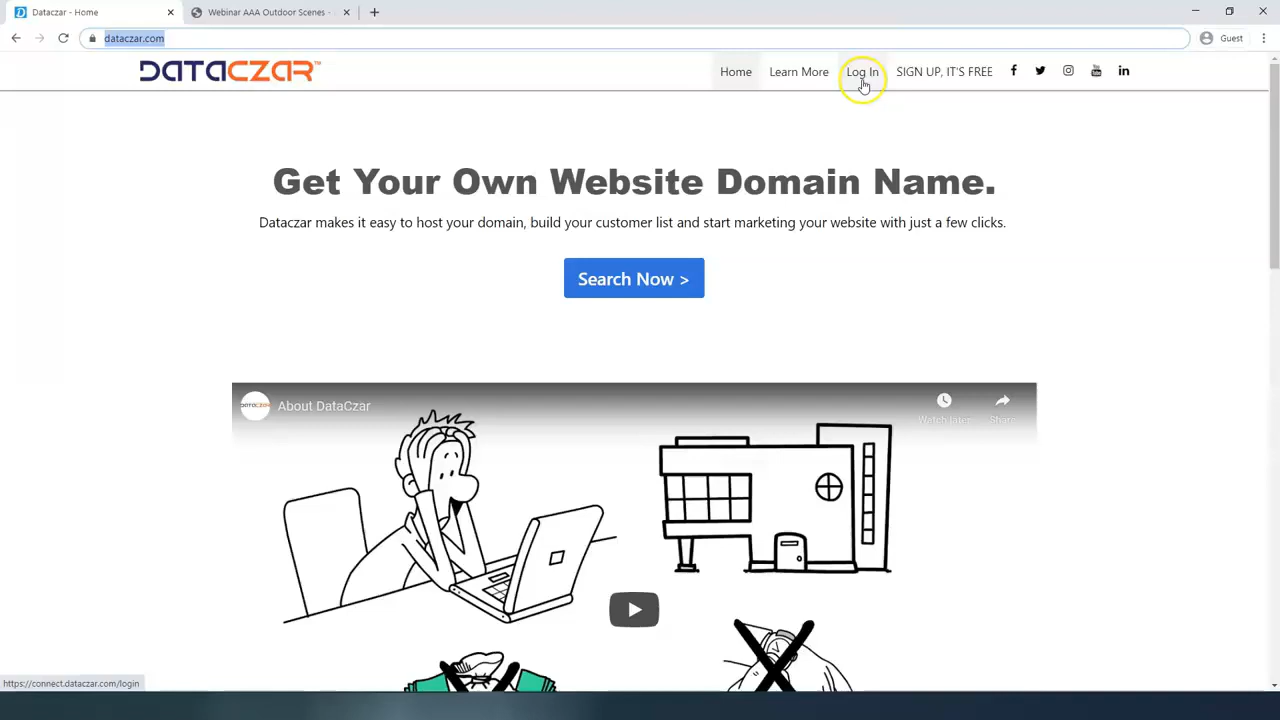 Dataczar - Home
Webinar AAA Outdoor Scenes -
dataczar.com
Guest
DATACZAR™
Home
Learn More
Log In
SIGN UP, IT'S FREE
Get Your Own Website Domain Name.
Dataczar makes it easy to host your domain, build your customer list and start marketing your website with just a few clicks.
Search Now >
DATACZAR
About DataCzar
Watch later
Share
https://connect.dataczar.com/login